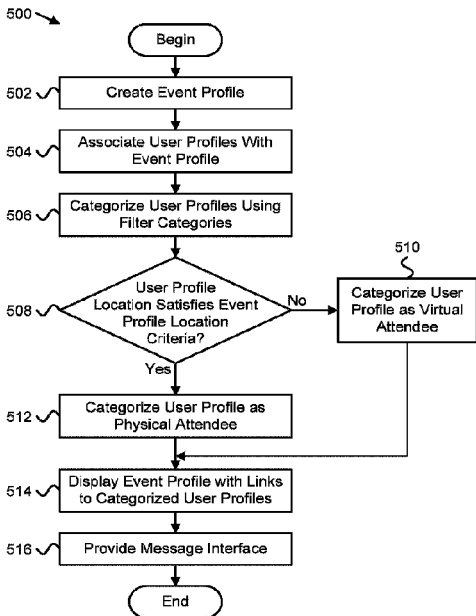 500
Begin
502
Create Event Profile
504
Associate User Profiles With
Event Profile
506
Categorize User Profiles Using
Filter Categories
508
User Profile
Location Satisfies Event
Profile Location
Criteria?
No
510
Categorize User
Profile as Virtual
Attendee
Yes
512
Categorize User Profile as
Physical Attendee
514
Display Event Profile with Links
to Categorized User Profiles
516
Provide Message Interface
End